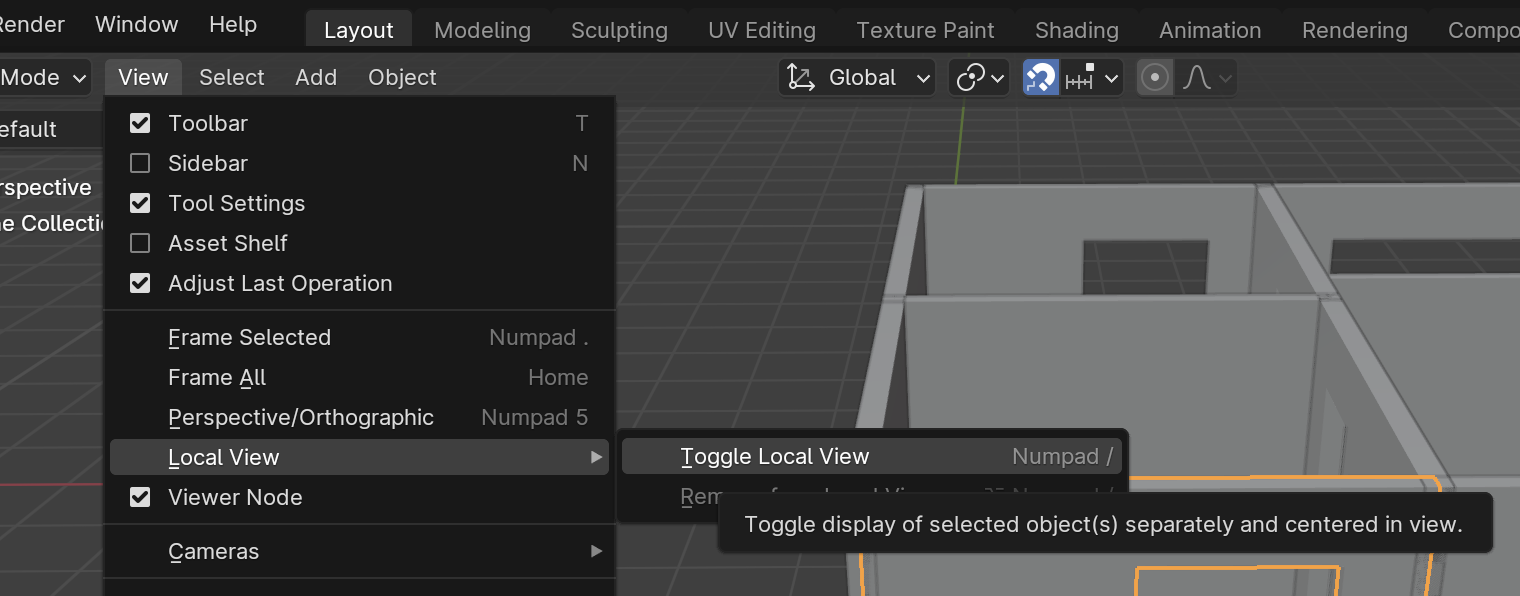 Render Window Help Layout Modeling Sculpting UV Editing Texture Paint Shading Animation Rendering Compo
Mode View Select Add Object Global
efault
rspective
e Collecti
Toolbar T
Sidebar N
Tool Settings
Asset Shelf
Adjust Last Operation
Frame Selected Numpad .
Frame All Home
Perspective/Orthographic Numpad 5
Local View
Toggle Local View Numpad /
Viewer Node
Toggle display of selected object(s) separately and centered in view.
Cameras